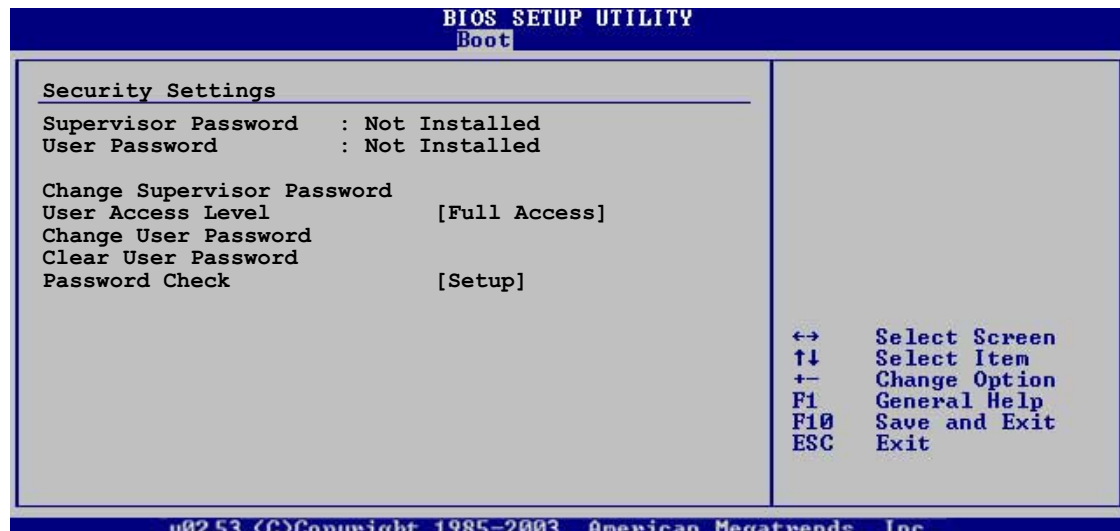 BIOS SETUP UTILITY
Boot
Security Settings
Supervisor Password : Not Installed
User Password : Not Installed
Change Supervisor Password
User Access Level [Full Access]
Change User Password
Clear User Password
Password Check [Setup]
←→ Select Screen
↑↓ Select Item
+- Change Option
F1 General Help
F10 Save and Exit
ESC Exit
v02.53 (C)Copyright 1985-2003, American Megatrends, Inc.